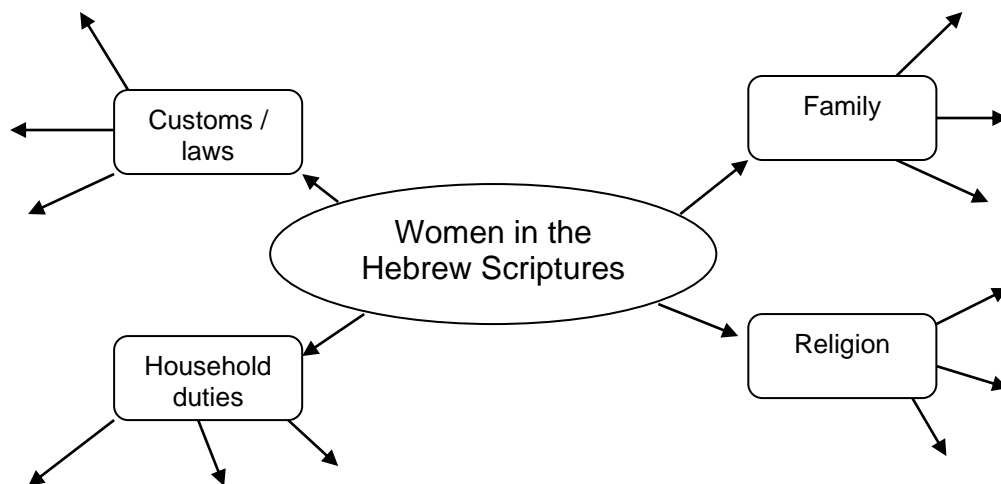 Customs /
laws
Family
Women in the
Hebrew Scriptures
Household
duties
Religion